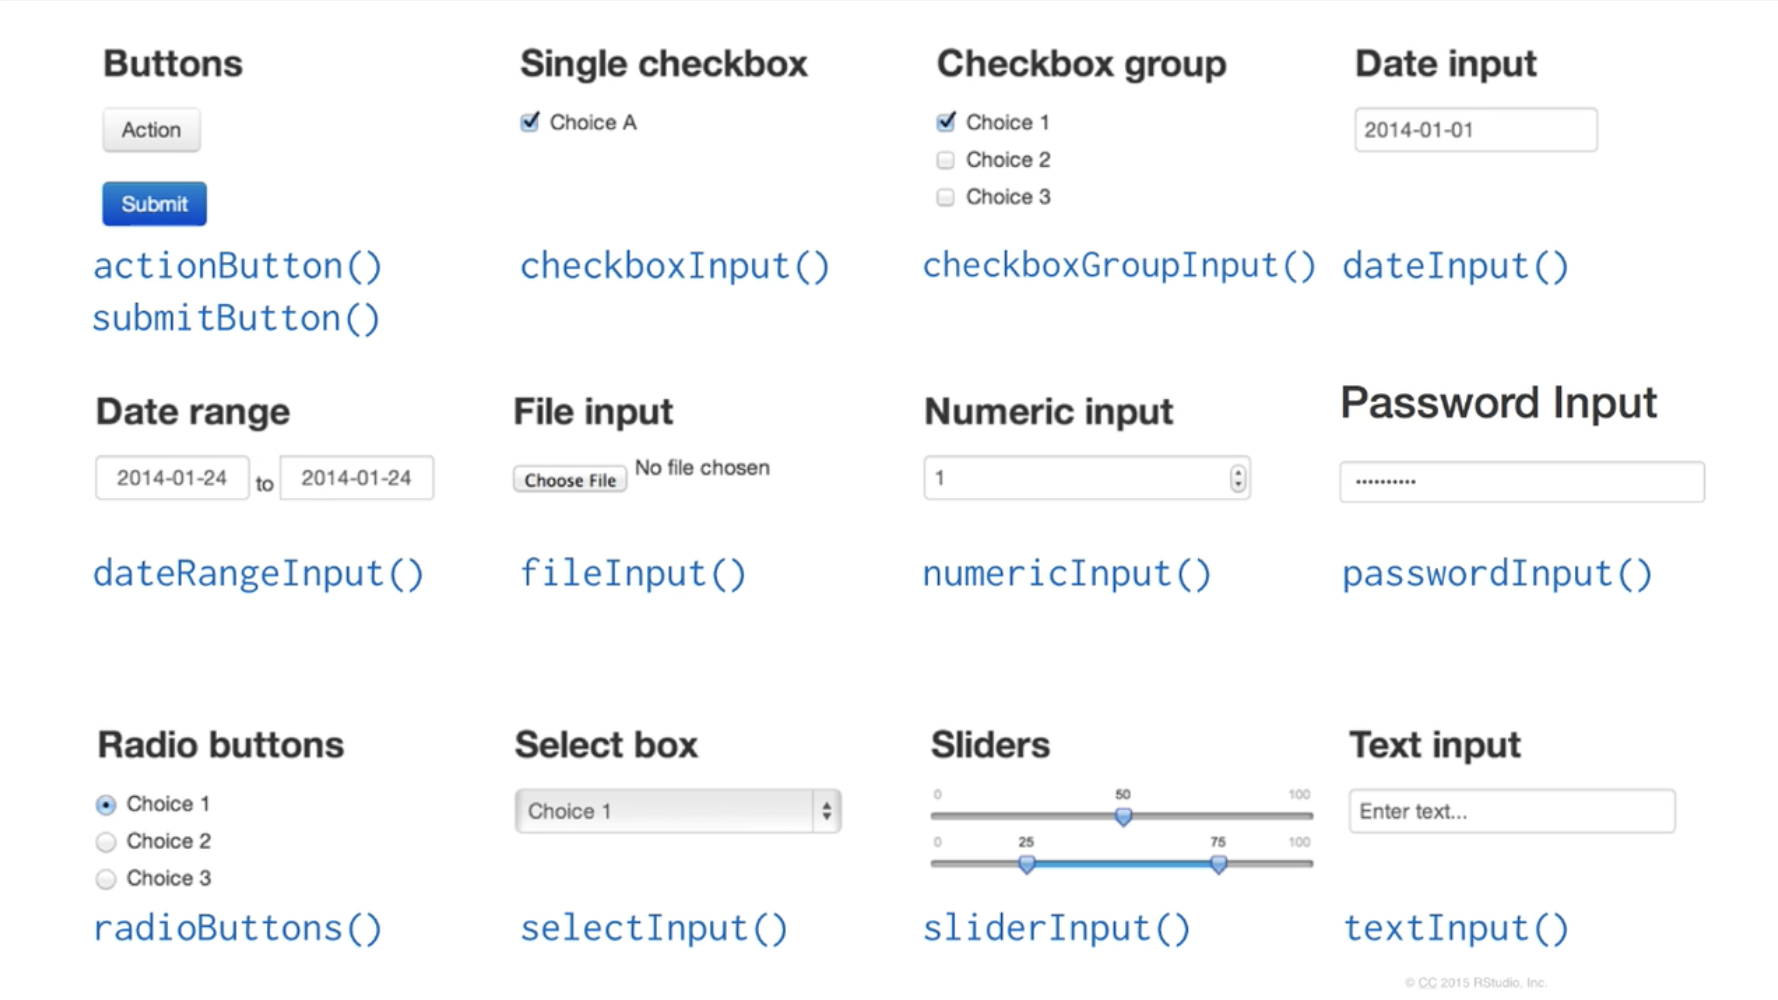 Buttons
Action
Submit
actionButton()
submitButton()
Single checkbox
Choice A
checkboxInput()
Checkbox group
Choice 1
Choice 2
Choice 3
checkboxGroupInput()
Date input
2014-01-01
dateInput()
Date range
2014-01-24 to 2014-01-24
dateRangeInput()
File input
Choose File No file chosen
fileInput()
Numeric input
1
numericInput()
Password Input
••••••••••
passwordInput()
Radio buttons
Choice 1
Choice 2
Choice 3
radioButtons()
Select box
Choice 1
selectInput()
Sliders
0 50 100
0 25 75 100
sliderInput()
Text input
Enter text...
textInput()
© CC 2015 RStudio, Inc.